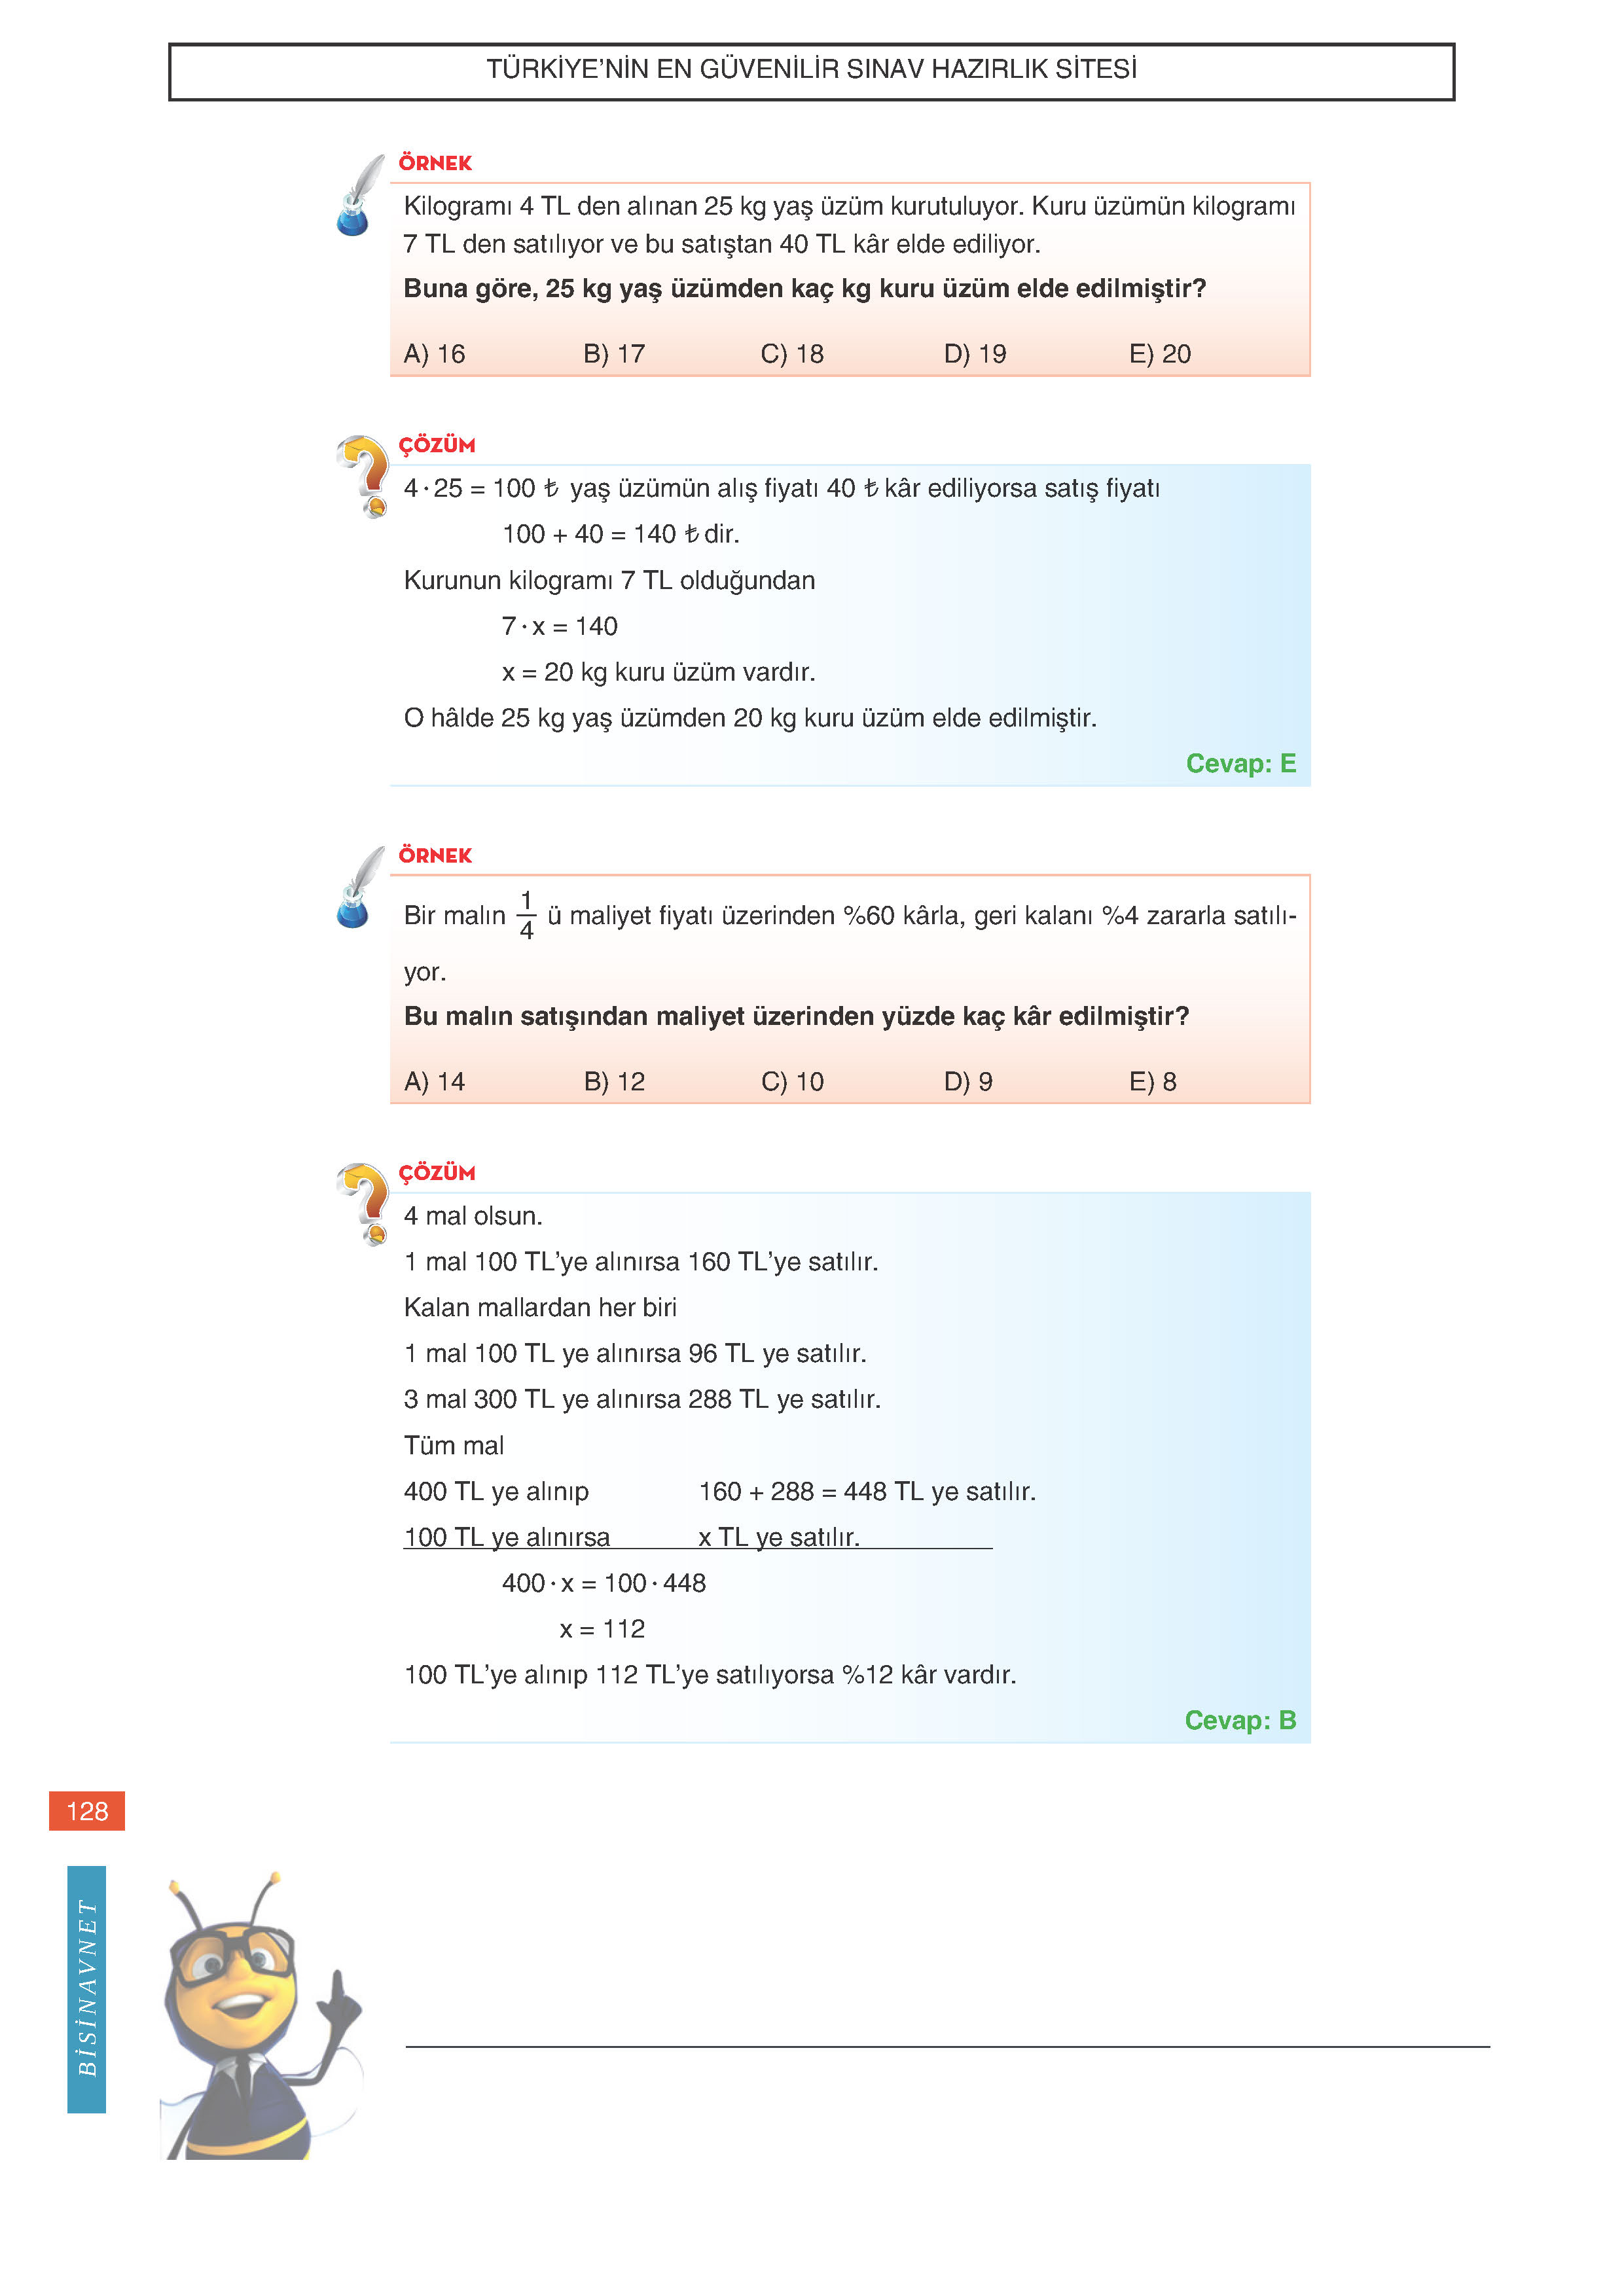 TÜRKİYE’NİN EN GÜVENİLİR SINAV HAZIRLIK SİTESİ
ÖRNEK
Kilogramı 4 TL den alınan 25 kg yaş üzüm kurutuluyor. Kuru üzümün kilogramı
7 TL den satılıyor ve bu satıştan 40 TL kâr elde ediliyor.
Buna göre, 25 kg yaş üzümden kaç kg kuru üzüm elde edilmiştir?
A) 16 B) 17 C) 18 D) 19 E) 20
ÇÖZÜM
4 · 25 = 100 ₺ yaş üzümün alış fiyatı 40 ₺ kâr ediliyorsa satış fiyatı
100 + 40 = 140 ₺ dir.
Kurunun kilogramı 7 TL olduğundan
7 · x = 140
x = 20 kg kuru üzüm vardır.
O hâlde 25 kg yaş üzümden 20 kg kuru üzüm elde edilmiştir.
Cevap: E
ÖRNEK
Bir malın 1/4 ü maliyet fiyatı üzerinden %60 kârla, geri kalanı %4 zararla satılı-
yor.
Bu malın satışından maliyet üzerinden yüzde kaç kâr edilmiştir?
A) 14 B) 12 C) 10 D) 9 E) 8
ÇÖZÜM
4 mal olsun.
1 mal 100 TL’ye alınırsa 160 TL’ye satılır.
Kalan mallardan her biri
1 mal 100 TL ye alınırsa 96 TL ye satılır.
3 mal 300 TL ye alınırsa 288 TL ye satılır.
Tüm mal
400 TL ye alınıp 160 + 288 = 448 TL ye satılır.
100 TL ye alınırsa x TL ye satılır.
400 · x = 100 · 448
x = 112
100 TL’ye alınıp 112 TL’ye satılıyorsa %12 kâr vardır.
Cevap: B
128
BİSİNAVNET